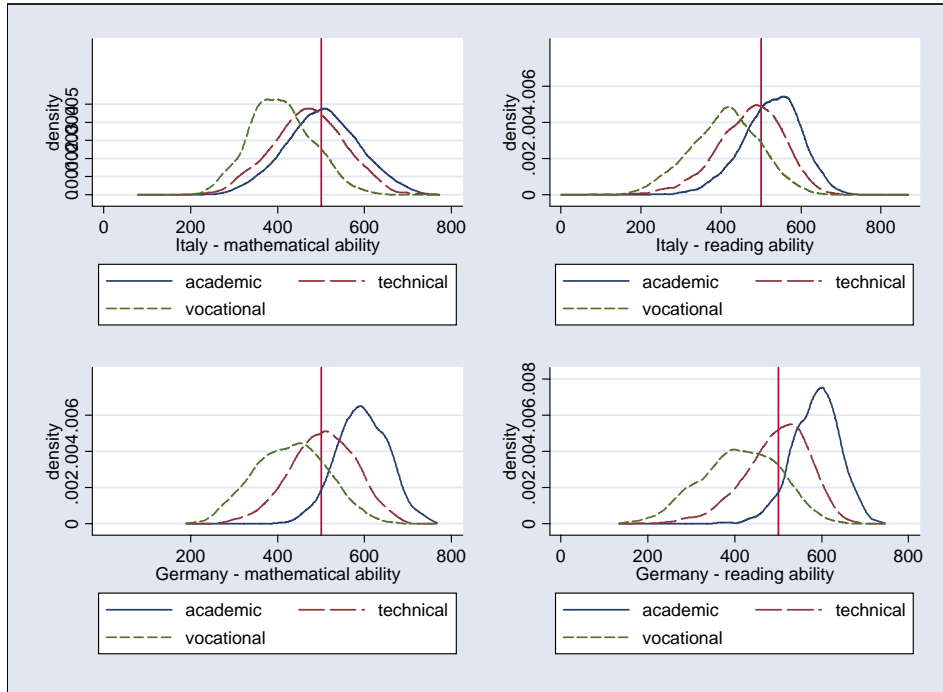 density
0 200 400 600 800
Italy - mathematical ability
academic technical
vocational
density
0 .002 .004 .006
0 200 400 600 800
Italy - reading ability
academic technical
vocational
density
0 .002 .004 .006
200 400 600 800
Germany - mathematical ability
academic technical
vocational
density
0 .002 .004 .006 .008
0 200 400 600 800
Germany - reading ability
academic technical
vocational